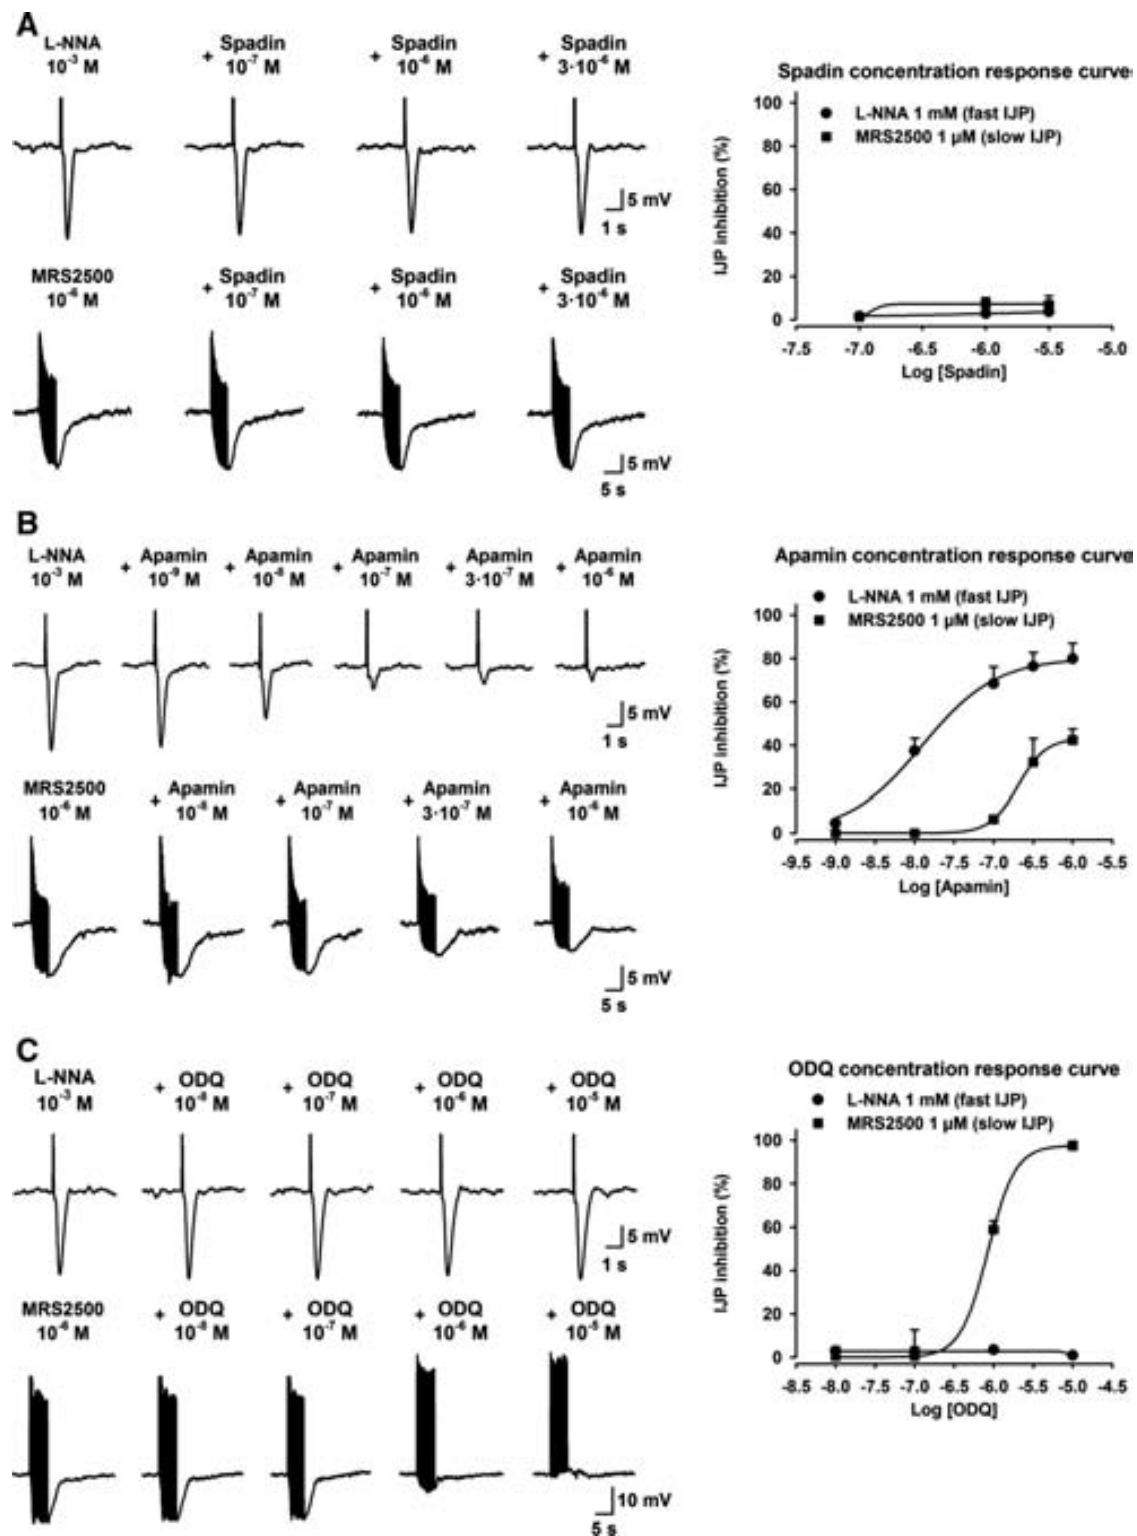 A
L-NNA + Spadin + Spadin + Spadin
10⁻³ M 10⁻⁷ M 10⁻⁶ M 3·10⁻⁶ M
5 mV
1 s
MRS2500 + Spadin + Spadin + Spadin
10⁻⁶ M 10⁻⁷ M 10⁻⁶ M 3·10⁻⁶ M
5 mV
5 s
Spadin concentration response curve
L-NNA 1 mM (fast IJP)
MRS2500 1 µM (slow IJP)
IJP inhibition (%)
100
80
60
40
20
0
-7.5 -7.0 -6.5 -6.0 -5.5 -5.0
Log [Spadin]
B
L-NNA + Apamin + Apamin + Apamin + Apamin + Apamin
10⁻³ M 10⁻⁹ M 10⁻⁸ M 10⁻⁷ M 3·10⁻⁷ M 10⁻⁶ M
5 mV
1 s
MRS2500 + Apamin + Apamin + Apamin + Apamin
10⁻⁶ M 10⁻⁸ M 10⁻⁷ M 3·10⁻⁷ M 10⁻⁶ M
5 mV
5 s
Apamin concentration response curve
L-NNA 1 mM (fast IJP)
MRS2500 1 µM (slow IJP)
IJP inhibition (%)
100
80
60
40
20
0
-9.5 -9.0 -8.5 -8.0 -7.5 -7.0 -6.5 -6.0 -5.5
Log [Apamin]
C
L-NNA + ODQ + ODQ + ODQ + ODQ
10⁻³ M 10⁻⁸ M 10⁻⁷ M 10⁻⁶ M 10⁻⁵ M
5 mV
1 s
MRS2500 + ODQ + ODQ + ODQ + ODQ
10⁻⁶ M 10⁻⁸ M 10⁻⁷ M 10⁻⁶ M 10⁻⁵ M
10 mV
5 s
ODQ concentration response curve
L-NNA 1 mM (fast IJP)
MRS2500 1 µM (slow IJP)
IJP inhibition (%)
100
80
60
40
20
0
-8.5 -8.0 -7.5 -7.0 -6.5 -6.0 -5.5 -5.0 -4.5
Log [ODQ]